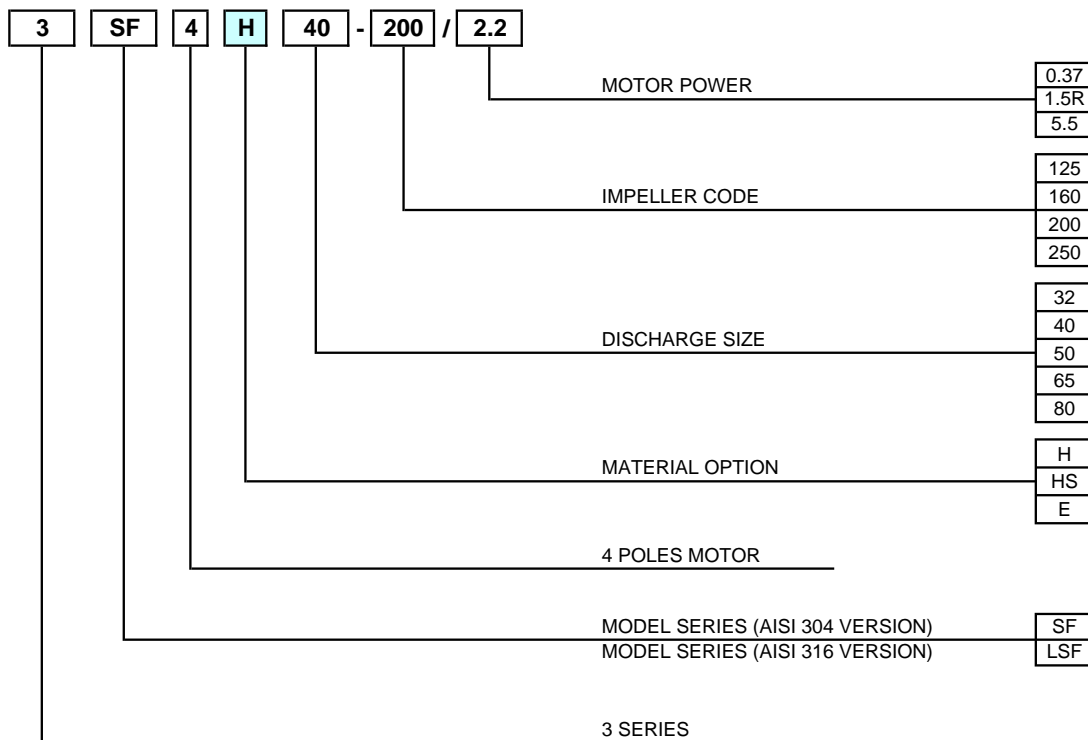 3 SF 4 H 40 - 200 / 2.2
MOTOR POWER
0.37
1.5R
5.5
IMPELLER CODE
125
160
200
250
DISCHARGE SIZE
32
40
50
65
80
MATERIAL OPTION
H
HS
E
4 POLES MOTOR
MODEL SERIES (AISI 304 VERSION) SF
MODEL SERIES (AISI 316 VERSION) LSF
3 SERIES